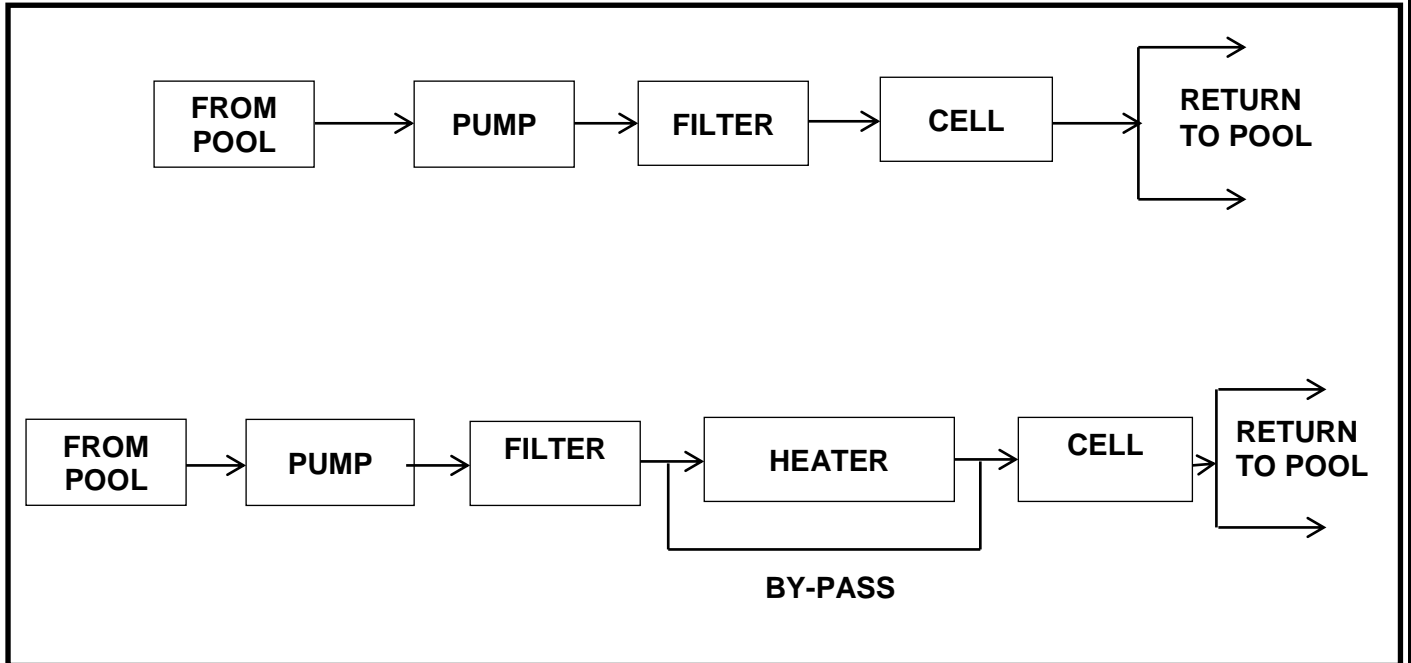 FROM
POOL
PUMP
FILTER
CELL
RETURN
TO POOL
FROM
POOL
PUMP
FILTER
HEATER
CELL
RETURN
TO POOL
BY-PASS